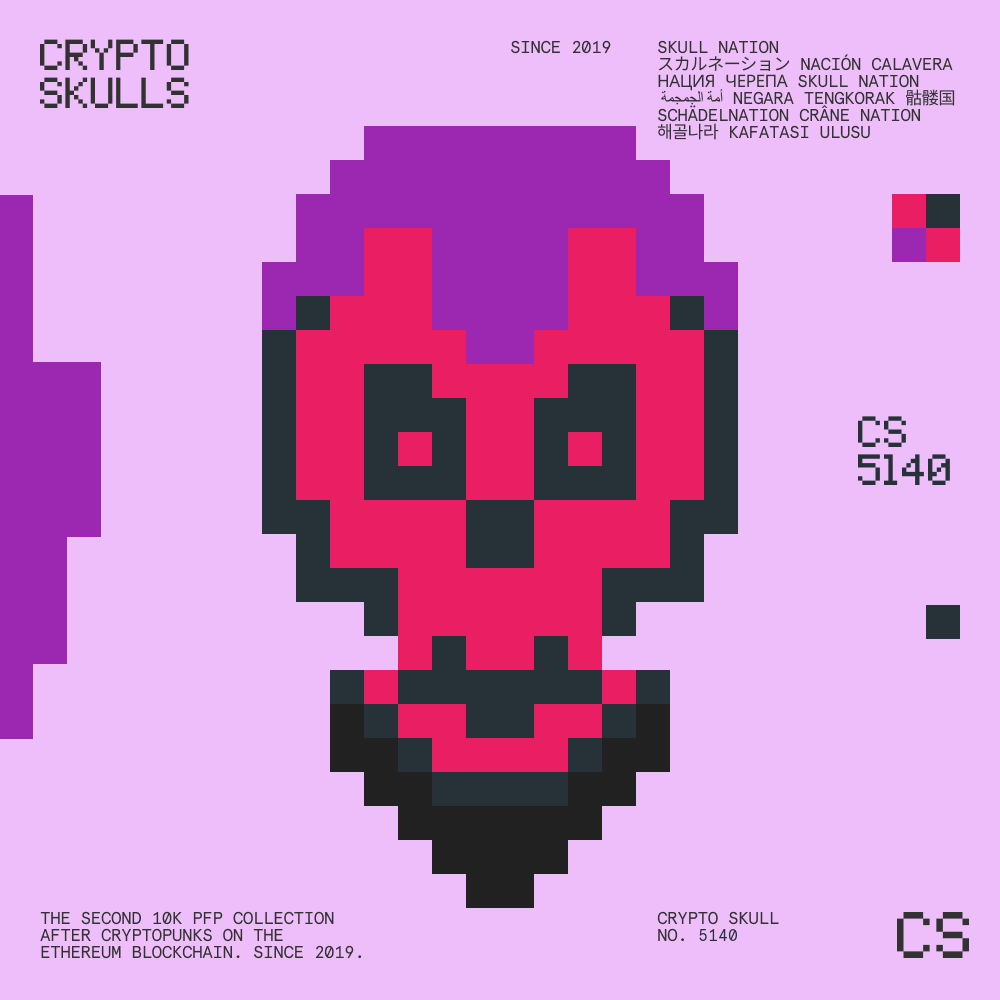 CRYPTO
SKULLS
SINCE 2019
SKULL NATION
スカルネーション NACIÓN CALAVERA
НАЦИЯ ЧЕРЕПА SKULL NATION
أمة الجمجمة NEGARA TENGKORAK 骷髅国
SCHÄDELNATION CRÂNE NATION
해골나라 KAFATASI ULUSU
CS
5140
THE SECOND 10K PFP COLLECTION
AFTER CRYPTOPUNKS ON THE
ETHEREUM BLOCKCHAIN. SINCE 2019.
CRYPTO SKULL
NO. 5140
CS